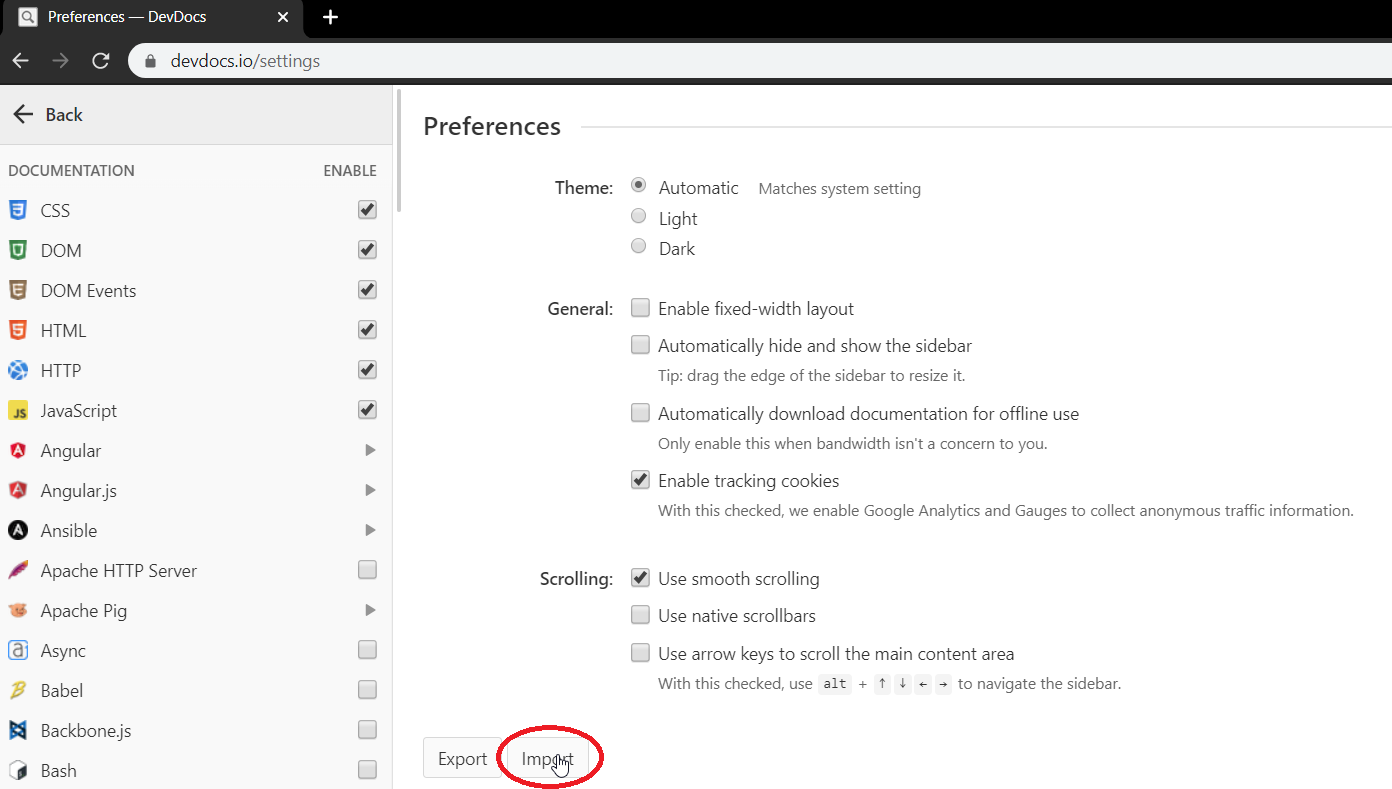 Preferences — DevDocs
devdocs.io/settings
Back
DOCUMENTATION ENABLE
CSS
DOM
DOM Events
HTML
HTTP
JavaScript
Angular
Angular.js
Ansible
Apache HTTP Server
Apache Pig
Async
Babel
Backbone.js
Bash
Preferences
Theme: Automatic Matches system setting
Light
Dark
General: Enable fixed-width layout
Automatically hide and show the sidebar
Tip: drag the edge of the sidebar to resize it.
Automatically download documentation for offline use
Only enable this when bandwidth isn't a concern to you.
Enable tracking cookies
With this checked, we enable Google Analytics and Gauges to collect anonymous traffic information.
Scrolling: Use smooth scrolling
Use native scrollbars
Use arrow keys to scroll the main content area
With this checked, use alt + ↑ ↓ ← → to navigate the sidebar.
Export Import